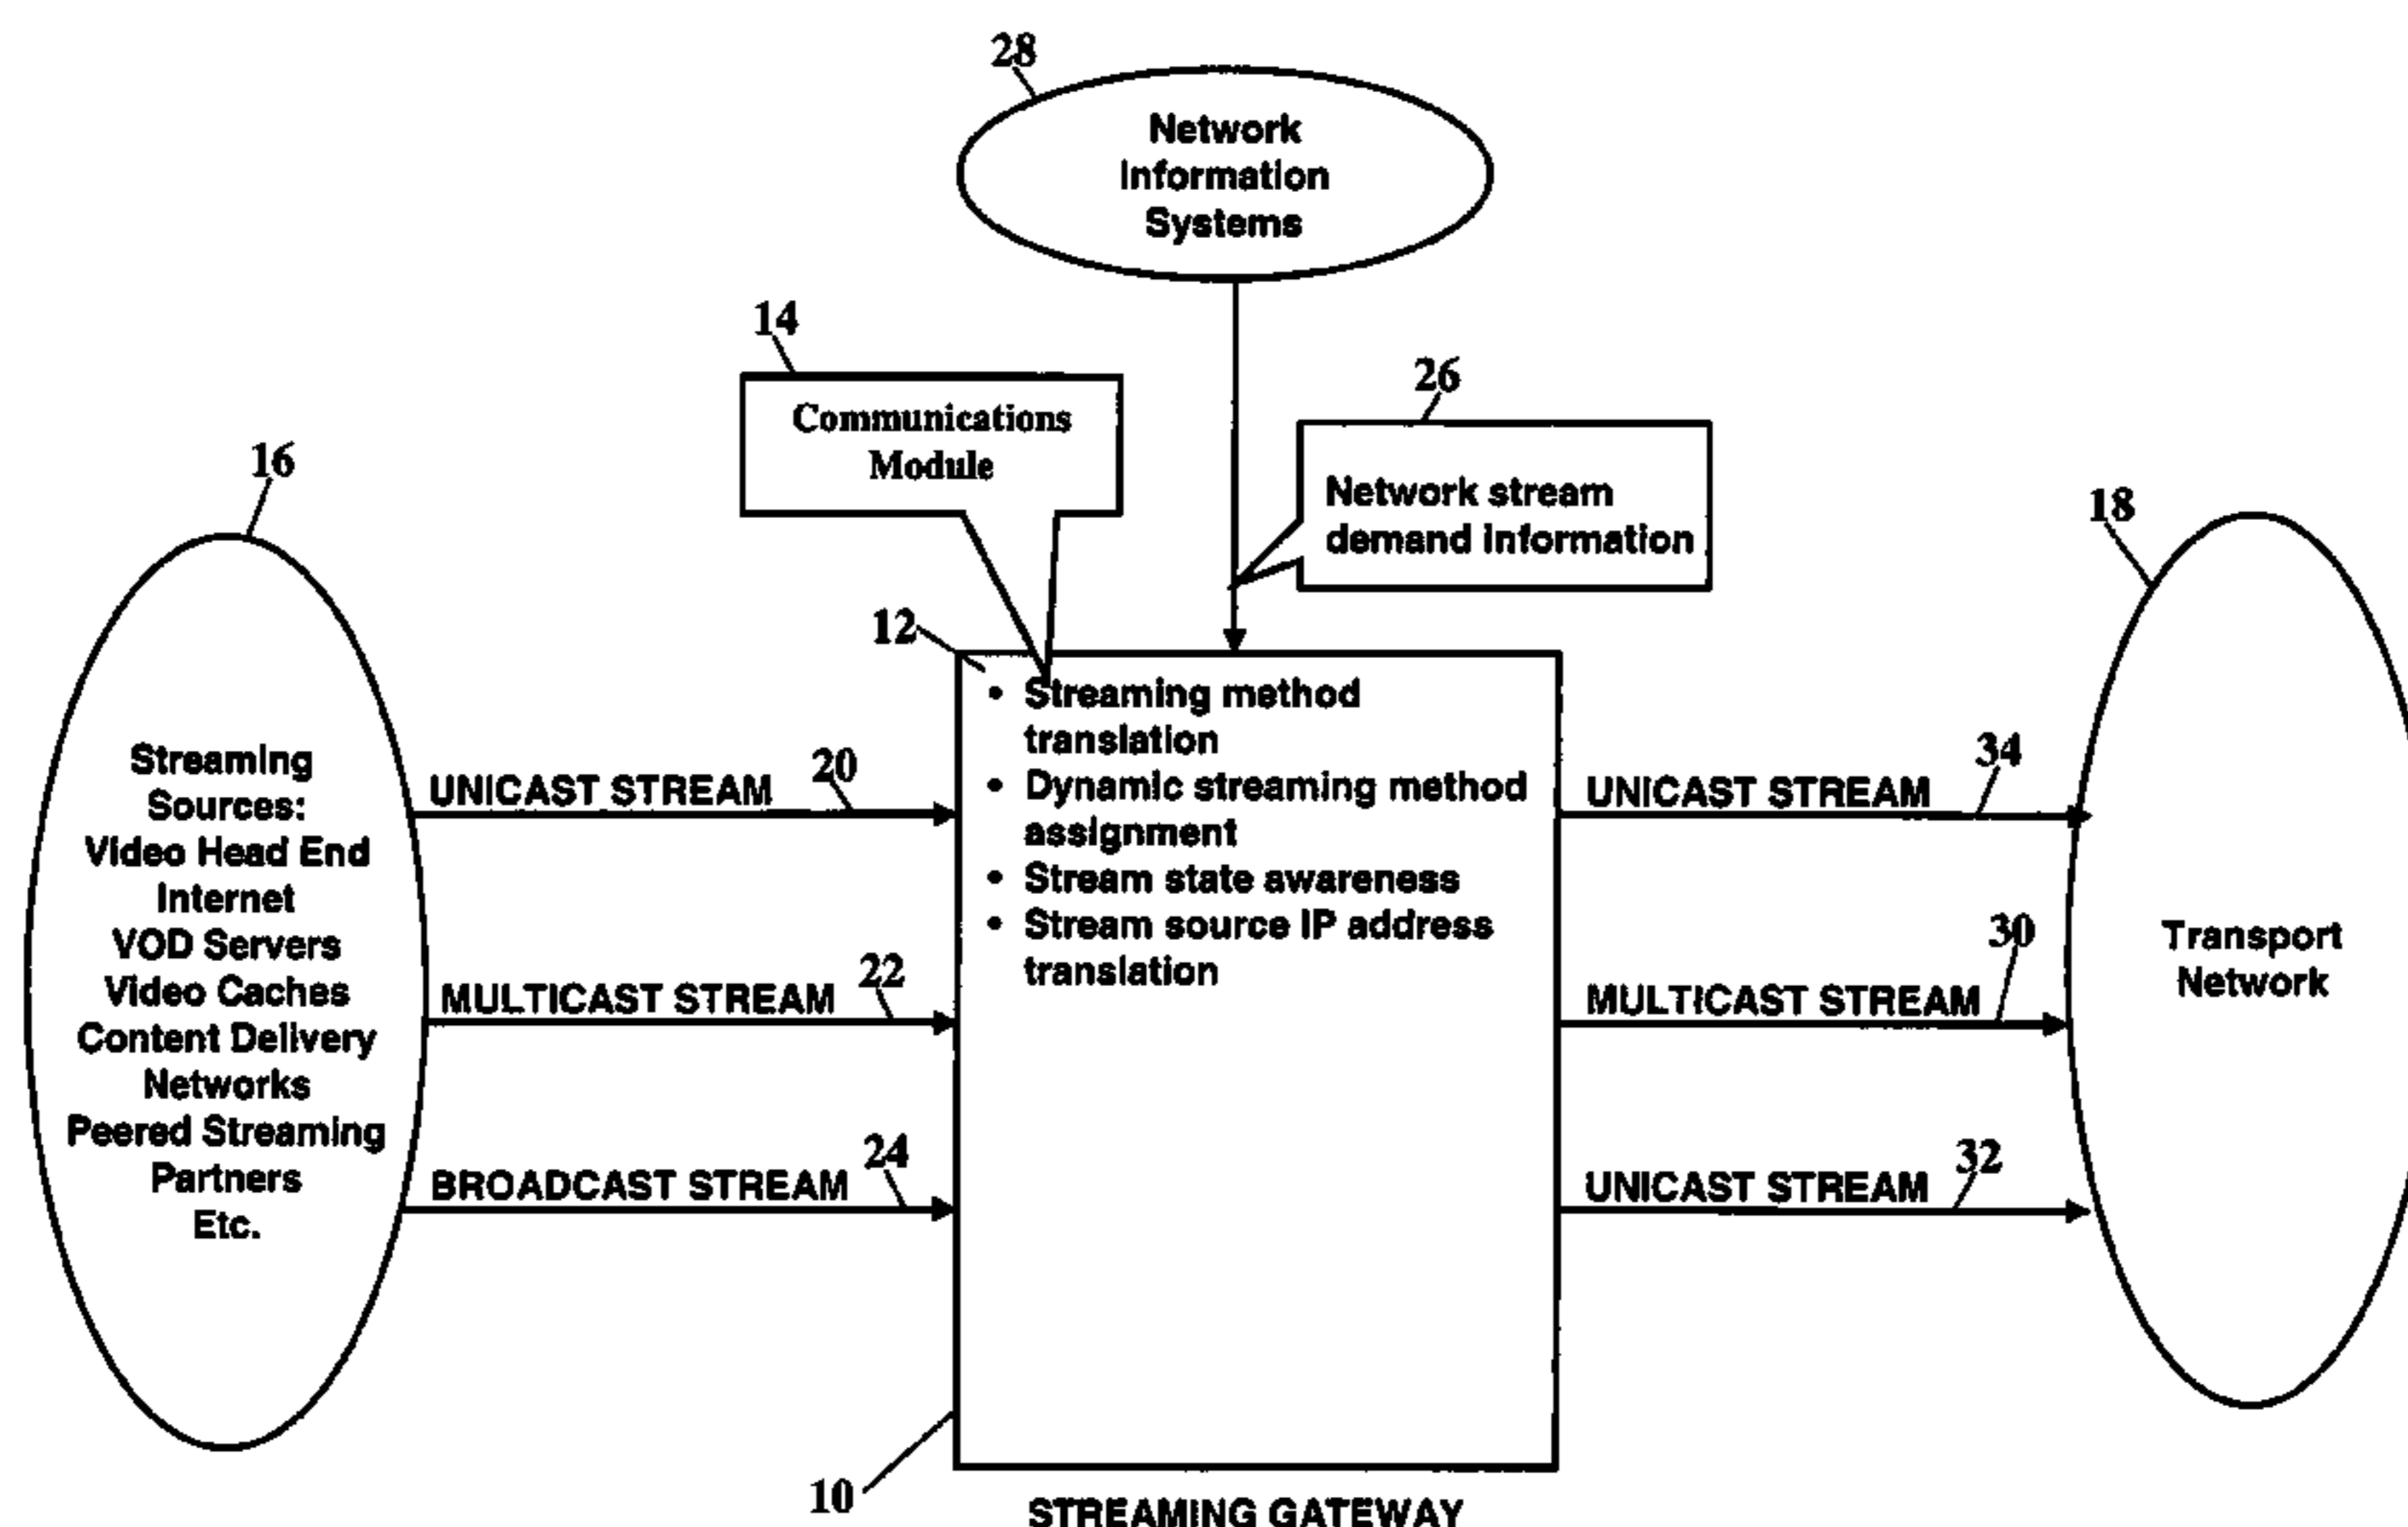 28
Network
Information
Systems
14
Communications
Module
26
Network stream
demand information
16
18
12
Streaming
Sources:
Video Head End
Internet
VOD Servers
Video Caches
Content Delivery
Networks
Peered Streaming
Partners
Etc.
UNICAST STREAM
20
MULTICAST STREAM
22
BROADCAST STREAM
24
• Streaming method
translation
• Dynamic streaming method
assignment
• Stream state awareness
• Stream source IP address
translation
UNICAST STREAM
34
MULTICAST STREAM
30
UNICAST STREAM
32
Transport
Network
10
STREAMING GATEWAY